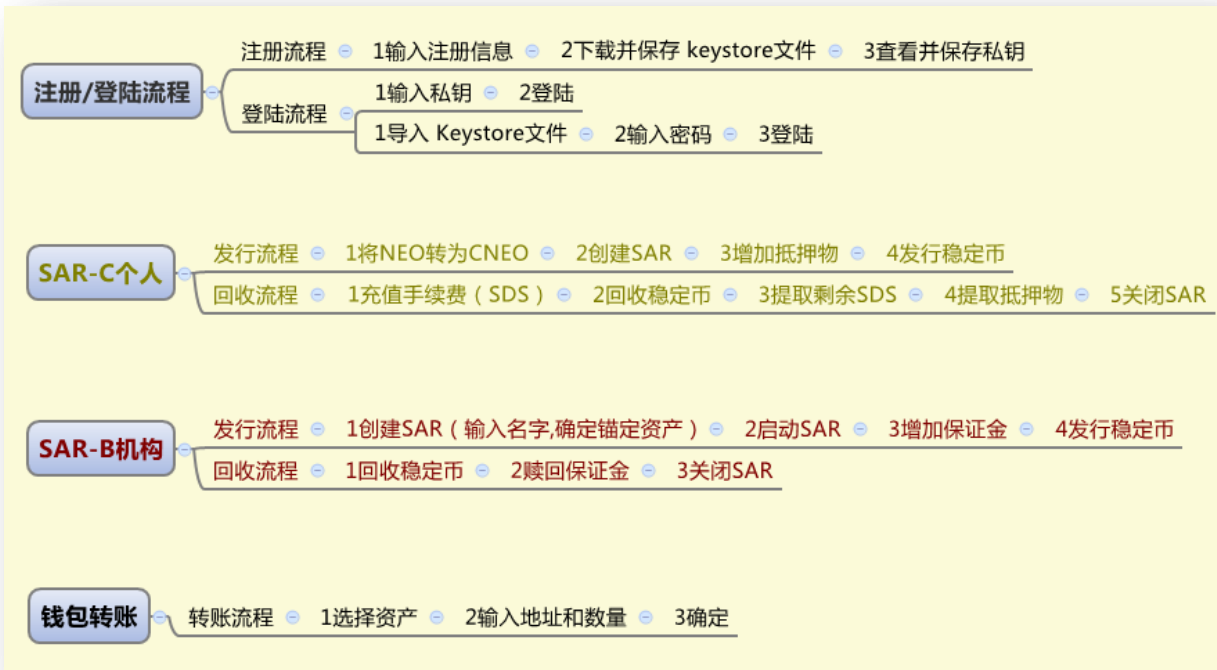 注册/登陆流程
注册流程 1输入注册信息 2下载并保存 keystore文件 3查看并保存私钥
登陆流程
1输入私钥 2登陆
1导入 Keystore文件 2输入密码 3登陆
SAR-C个人
发行流程 1将NEO转为CNEO 2创建SAR 3增加抵押物 4发行稳定币
回收流程 1充值手续费（SDS） 2回收稳定币 3提取剩余SDS 4提取抵押物 5关闭SAR
SAR-B机构
发行流程 1创建SAR（输入名字,确定锚定资产） 2启动SAR 3增加保证金 4发行稳定币
回收流程 1回收稳定币 2赎回保证金 3关闭SAR
钱包转账
转账流程 1选择资产 2输入地址和数量 3确定